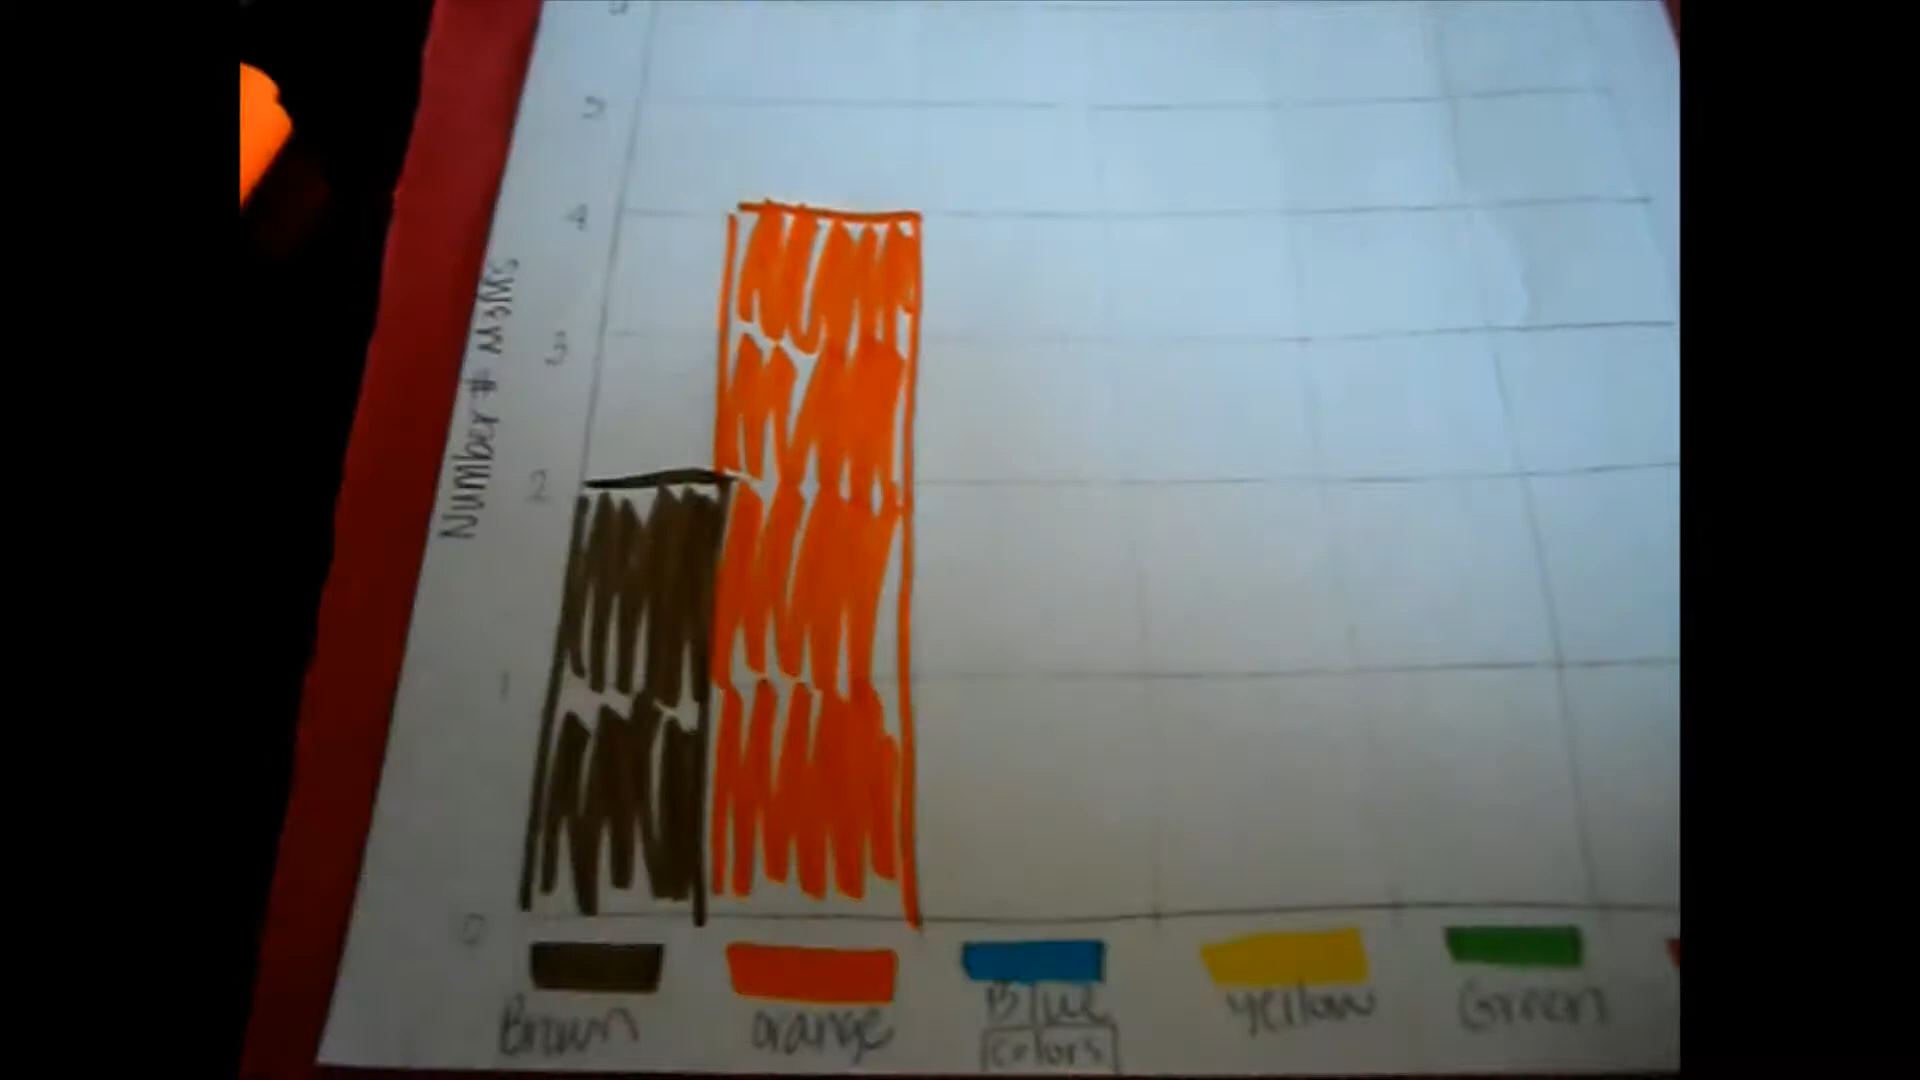 5
4
3
2
1
0
Number # M&MS
Brown
orange
Blue
yellow
Green
colors